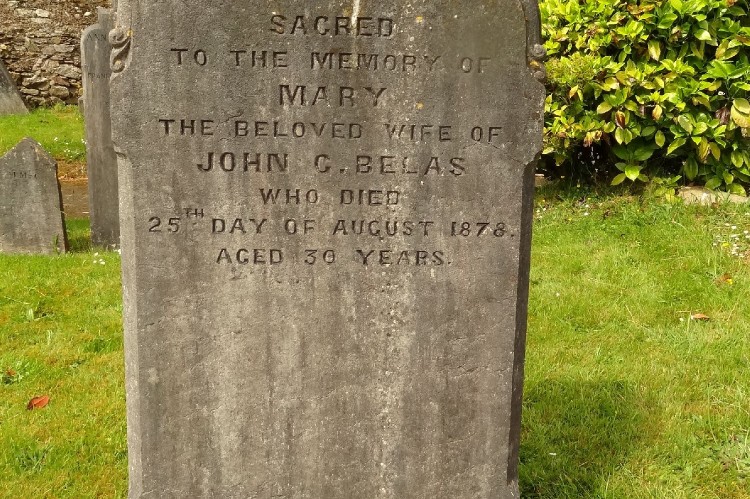 SACRED
TO THE MEMORY OF
MARY
THE BELOVED WIFE OF
JOHN G. BELAS
WHO DIED
25TH DAY OF AUGUST 1878.
AGED 30 YEARS.